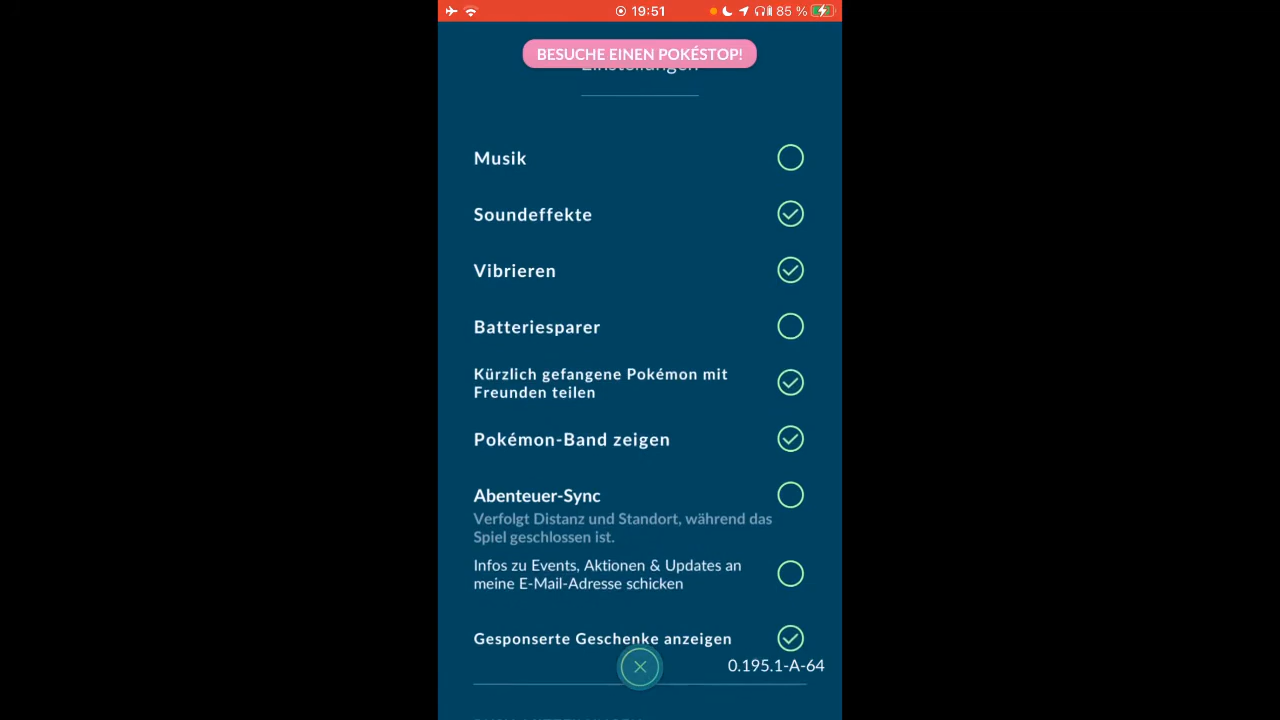 19:51
85 %
BESUCHE EINEN POKÉSTOP!
Einstellungen
Musik
Soundeffekte
Vibrieren
Batteriesparer
Kürzlich gefangene Pokémon mit
Freunden teilen
Pokémon-Band zeigen
Abenteuer-Sync
Verfolgt Distanz und Standort, während das
Spiel geschlossen ist.
Infos zu Events, Aktionen & Updates an
meine E-Mail-Adresse schicken
Gesponserte Geschenke anzeigen
0.195.1-A-64